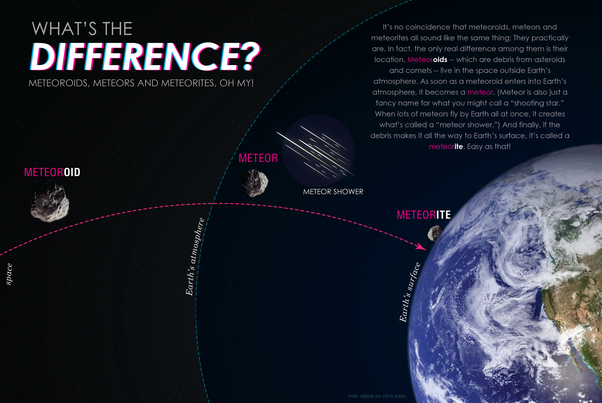 WHAT'S THE
DIFFERENCE?
METEOROIDS, METEORS AND METEORITES, OH MY!
It's no coincidence that meteoroids, meteors and
meteorites all sound like the same thing: They practically
are. In fact, the only real difference among them is their
location. Meteoroids -- which are debris from asteroids
and comets -- live in the space outside Earth's
atmosphere. As soon as a meteoroid enters into Earth's
atmosphere, it becomes a meteor. (Meteor is also just a
fancy name for what you might call a "shooting star."
When lots of meteors fly by Earth all at once, it creates
what's called a "meteor shower.") And finally, if the
debris makes it all the way to Earth's surface, it's called a
meteorite. Easy as that!
METEOROID
METEOR
METEOR SHOWER
METEORITE
space
Earth's atmosphere
Earth's surface